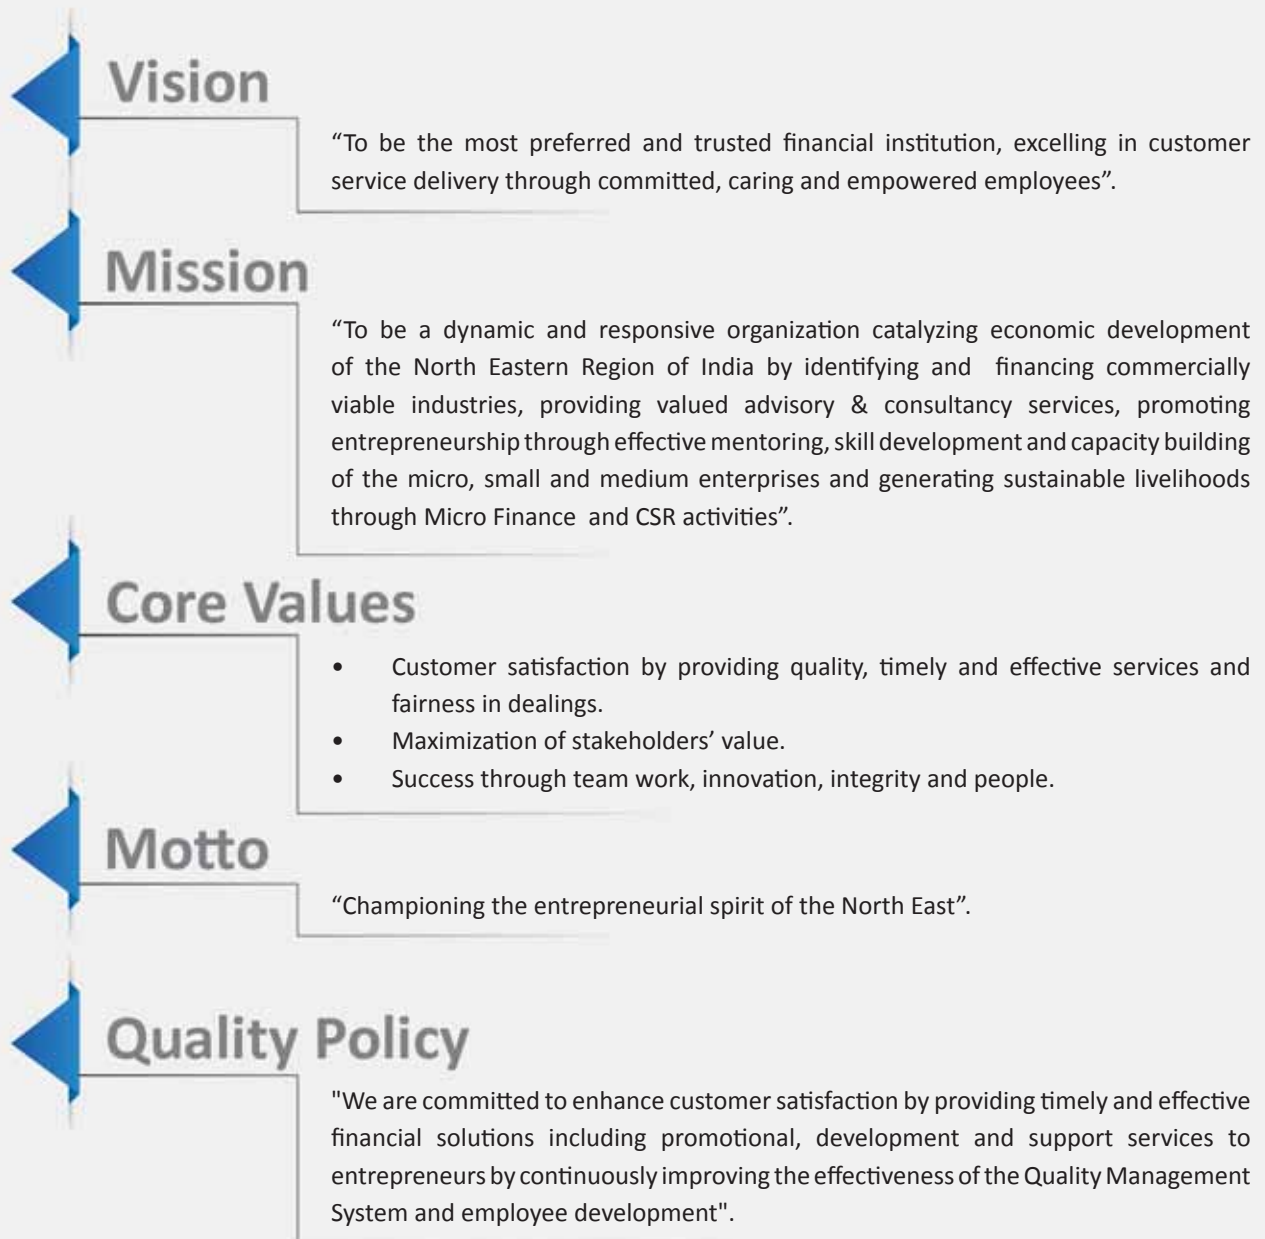 Vision
“To be the most preferred and trusted financial institution, excelling in customer
service delivery through committed, caring and empowered employees”.
Mission
“To be a dynamic and responsive organization catalyzing economic development
of the North Eastern Region of India by identifying and financing commercially
viable industries, providing valued advisory & consultancy services, promoting
entrepreneurship through effective mentoring, skill development and capacity building
of the micro, small and medium enterprises and generating sustainable livelihoods
through Micro Finance and CSR activities”.
Core Values
• Customer satisfaction by providing quality, timely and effective services and
fairness in dealings.
• Maximization of stakeholders’ value.
• Success through team work, innovation, integrity and people.
Motto
“Championing the entrepreneurial spirit of the North East”.
Quality Policy
"We are committed to enhance customer satisfaction by providing timely and effective
financial solutions including promotional, development and support services to
entrepreneurs by continuously improving the effectiveness of the Quality Management
System and employee development".